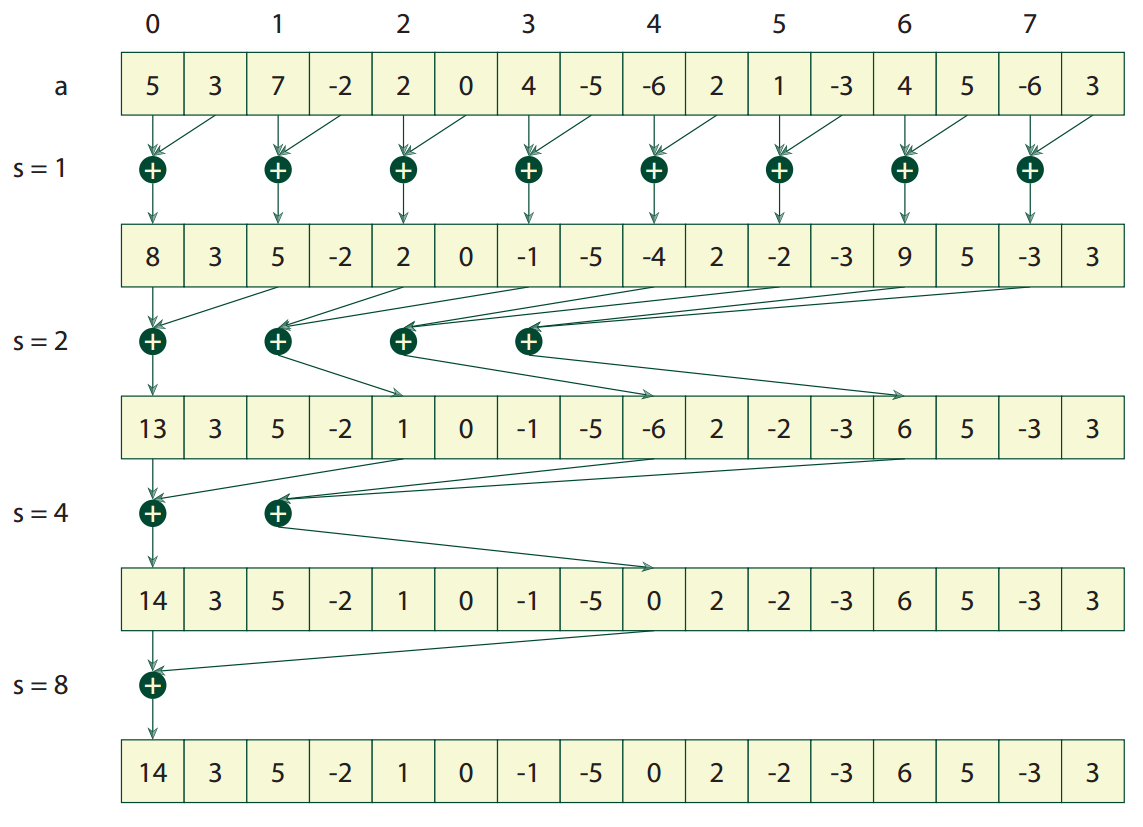 0 1 2 3 4 5 6 7
a 5 3 7 -2 2 0 4 -5 -6 2 1 -3 4 5 -6 3
s = 1 + + + + + + + +
8 3 5 -2 2 0 -1 -5 -4 2 -2 -3 9 5 -3 3
s = 2 + + + +
13 3 5 -2 1 0 -1 -5 -6 2 -2 -3 6 5 -3 3
s = 4 + +
14 3 5 -2 1 0 -1 -5 0 2 -2 -3 6 5 -3 3
s = 8 +
14 3 5 -2 1 0 -1 -5 0 2 -2 -3 6 5 -3 3